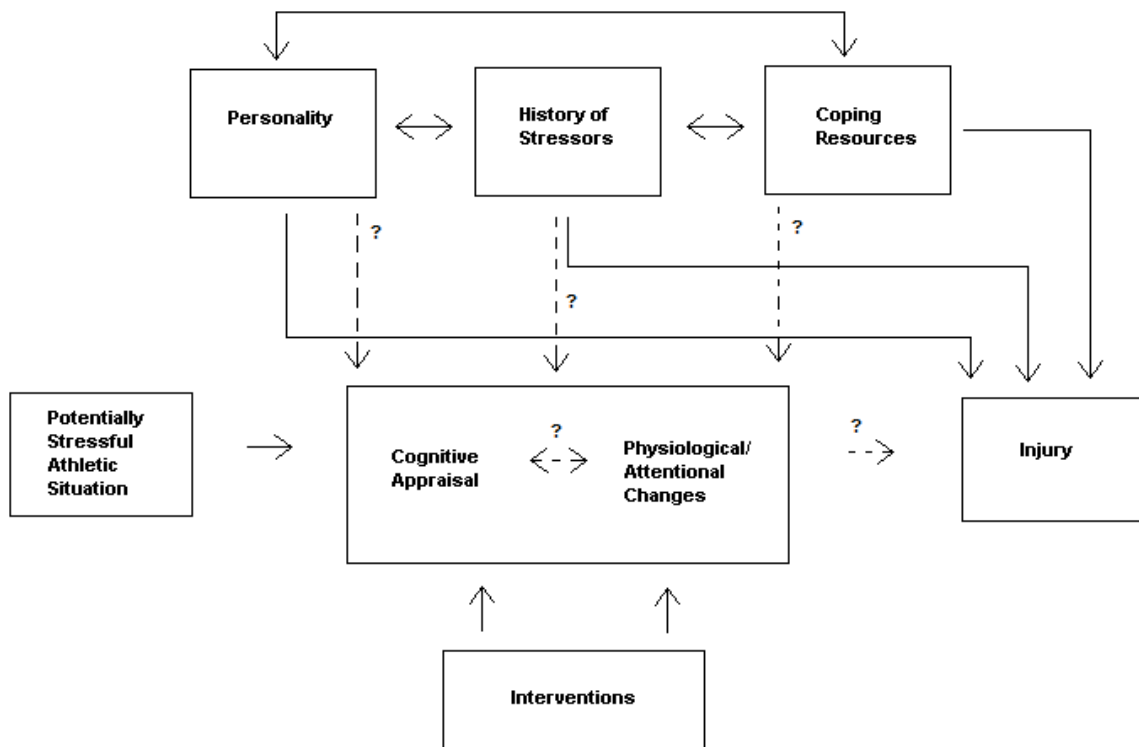 Personality
History of
Stressors
Coping
Resources
?
?
?
Potentially
Stressful
Athletic
Situation
Cognitive
Appraisal
?
Physiological/
Attentional
Changes
?
Injury
Interventions